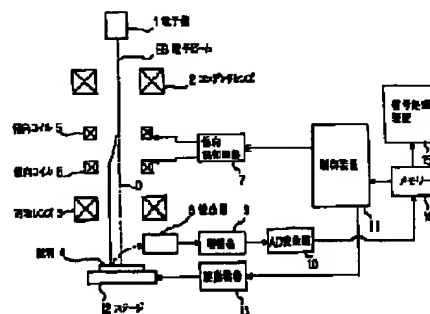 1 電子銃
EB 電子ビーム
2 コンデンサレンズ
偏向コイル 5
偏向コイル 6
対物レンズ 3
O
偏向
制御回路
7
制御装置
11
信号処理
装置
15
メモリー
8 検出器
9
増幅器
AD変換器
10
試料 4
12 ステージ
駆動機構